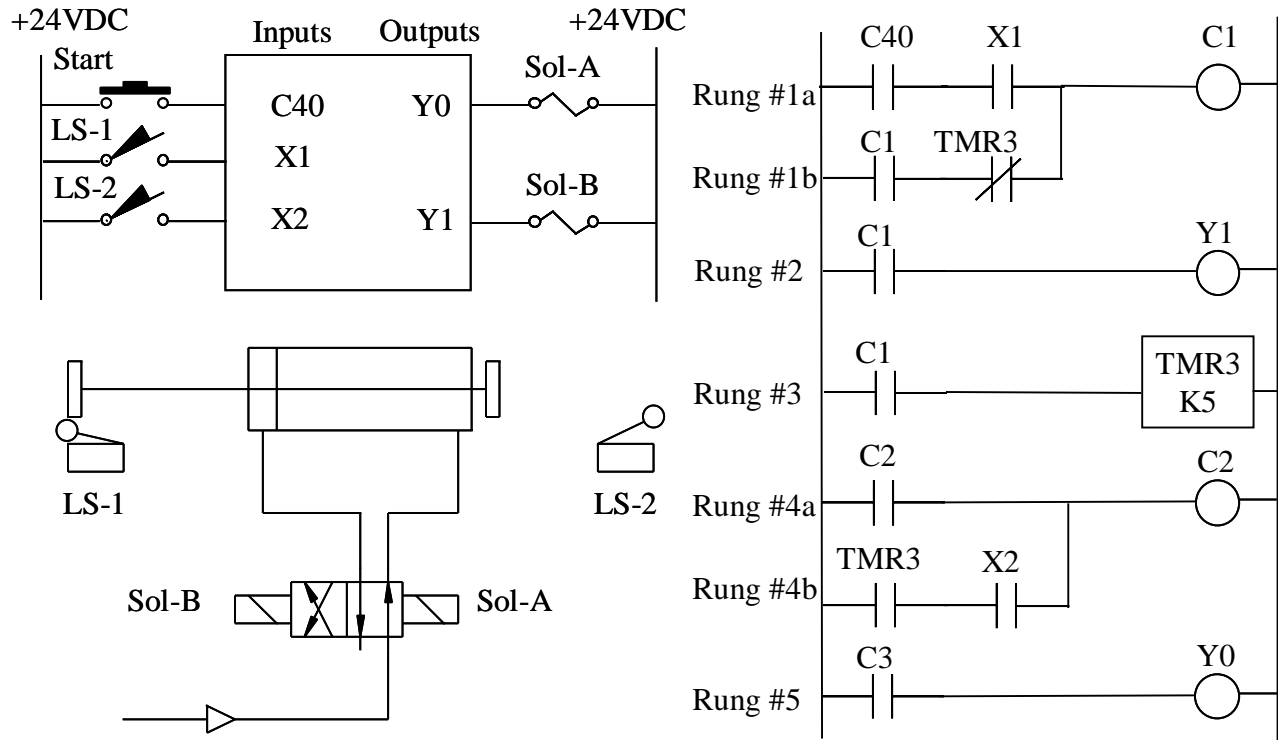 +24VDC
Inputs
Outputs
+24VDC
Start
Sol-A
C40
Y0
LS-1
X1
LS-2
Sol-B
X2
Y1
LS-1
LS-2
Sol-B
Sol-A
C40
X1
C1
Rung #1a
C1
TMR3
Rung #1b
C1
Y1
Rung #2
C1
TMR3
K5
Rung #3
C2
C2
Rung #4a
TMR3
X2
Rung #4b
C3
Y0
Rung #5